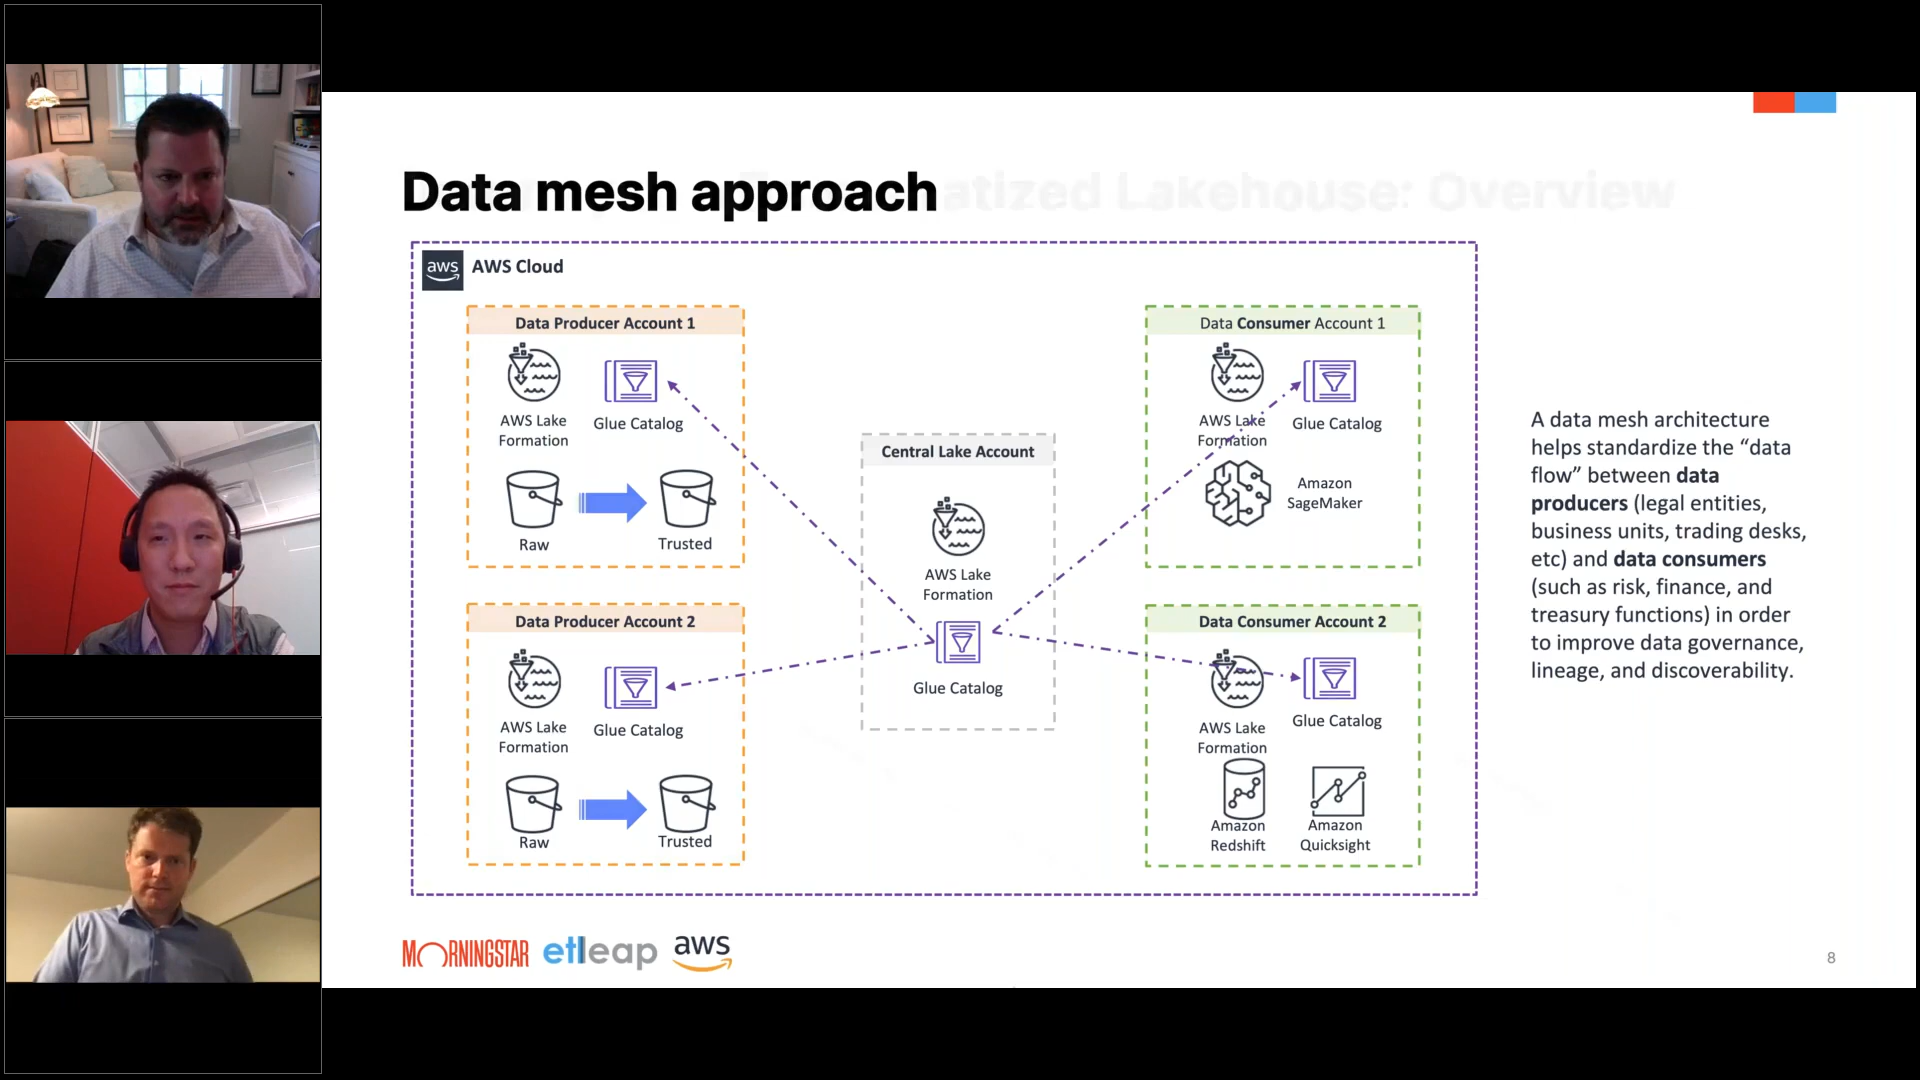 Data mesh approach
atized Lakehouse: Overview
aws
AWS Cloud
Data Producer Account 1
AWS Lake
Formation
Glue Catalog
Raw
Trusted
Data Producer Account 2
AWS Lake
Formation
Glue Catalog
Raw
Trusted
Central Lake Account
AWS Lake
Formation
Glue Catalog
Data Consumer Account 1
AWS Lake
Formation
Glue Catalog
Amazon
SageMaker
Data Consumer Account 2
AWS Lake
Formation
Glue Catalog
Amazon
Redshift
Amazon
Quicksight
A data mesh architecture
helps standardize the “data
flow” between data
producers (legal entities,
business units, trading desks,
etc) and data consumers
(such as risk, finance, and
treasury functions) in order
to improve data governance,
lineage, and discoverability.
MORNINGSTAR
etleap
aws
8